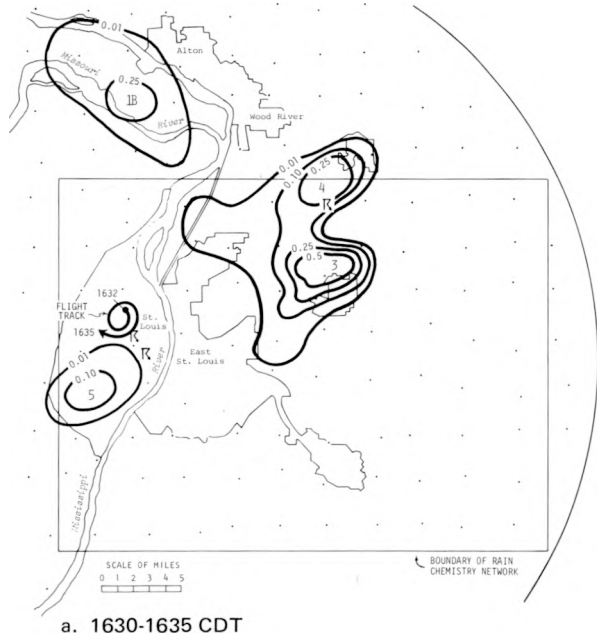 0.01
Alton
Missouri
0.25
1B
River
Wood River
0.01
0.25
0.10
4
R
0.25
0.5
3
1632
FLIGHT
TRACK
St.
Louis
1635
R
R
East
St. Louis
River
0.01
0.10
5
Mississippi
SCALE OF MILES
0 1 2 3 4 5
BOUNDARY OF RAIN
CHEMISTRY NETWORK
a. 1630-1635 CDT